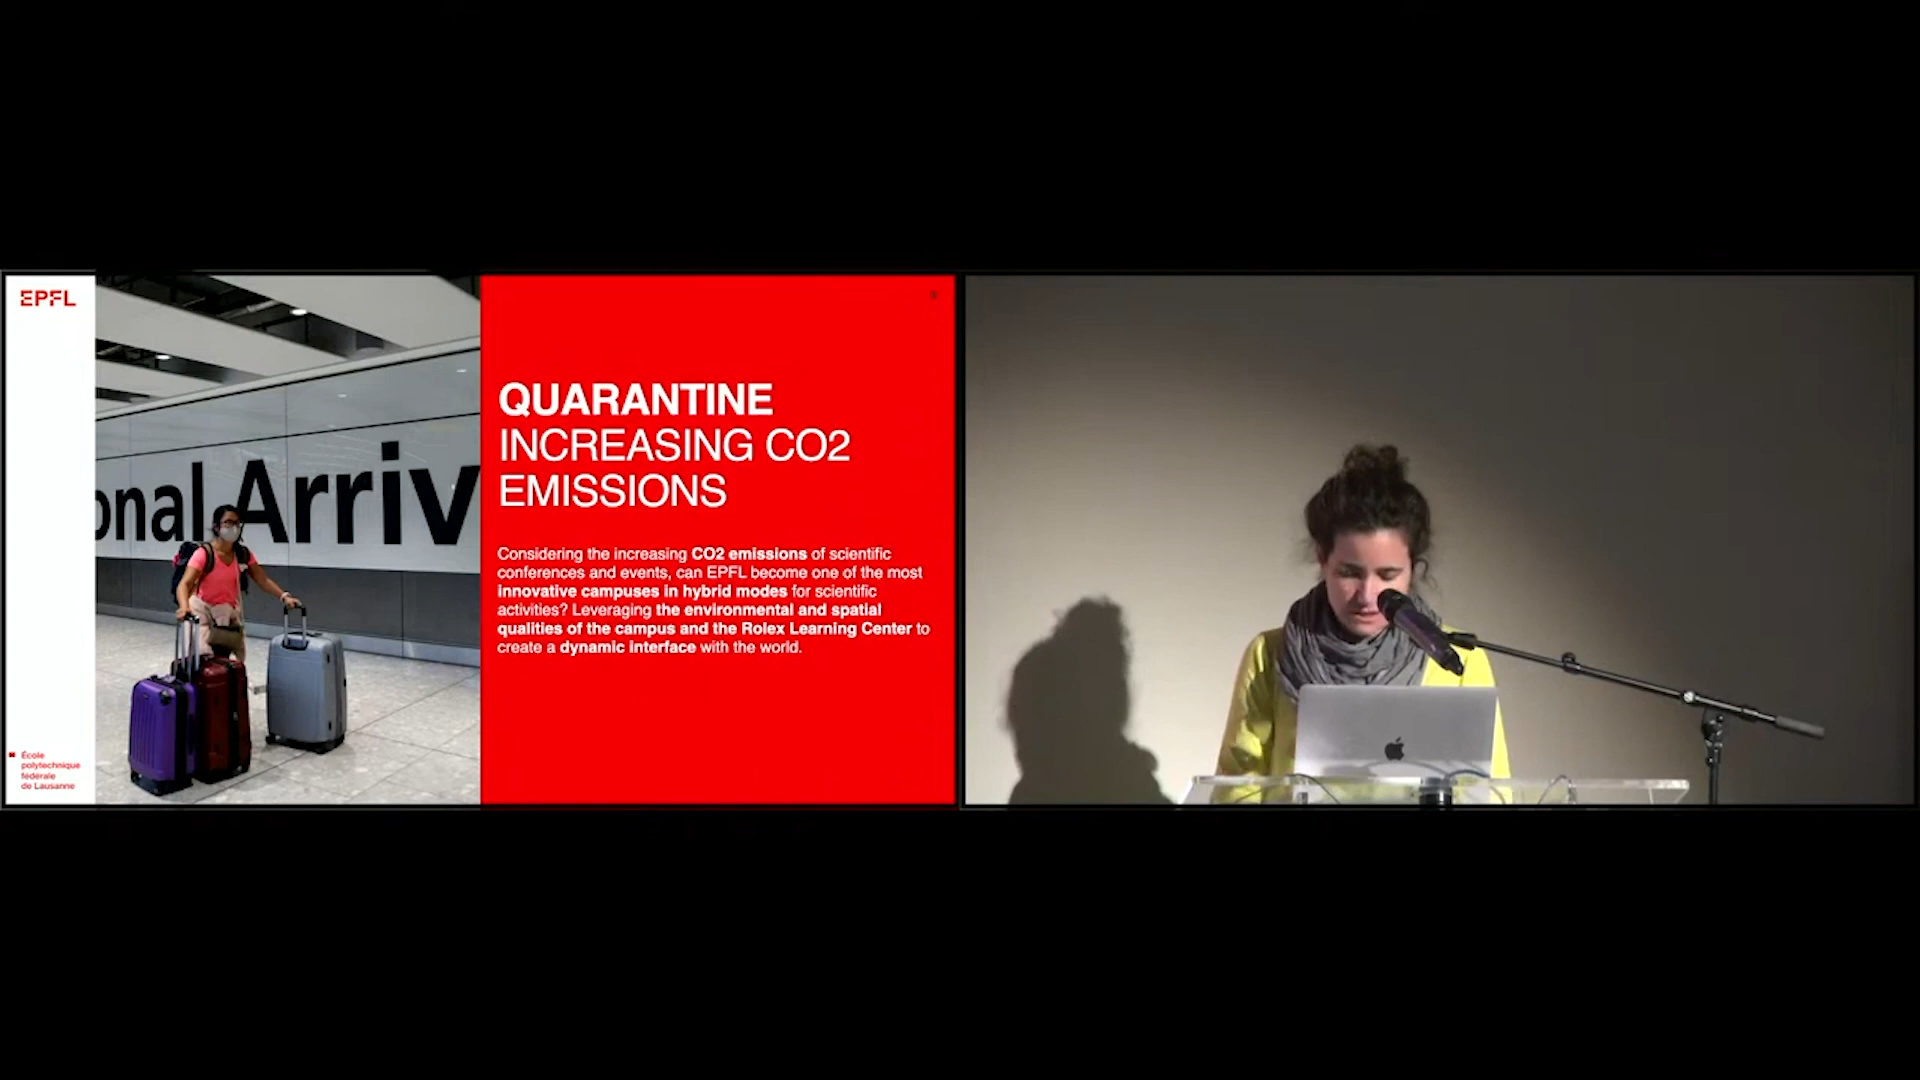 EPFL
onal Arriv
École
polytechnique
fédérale
de Lausanne
QUARANTINE
INCREASING CO2
EMISSIONS
Considering the increasing CO2 emissions of scientific
conferences and events, can EPFL become one of the most
innovative campuses in hybrid modes for scientific
activities? Leveraging the environmental and spatial
qualities of the campus and the Rolex Learning Center to
create a dynamic interface with the world.